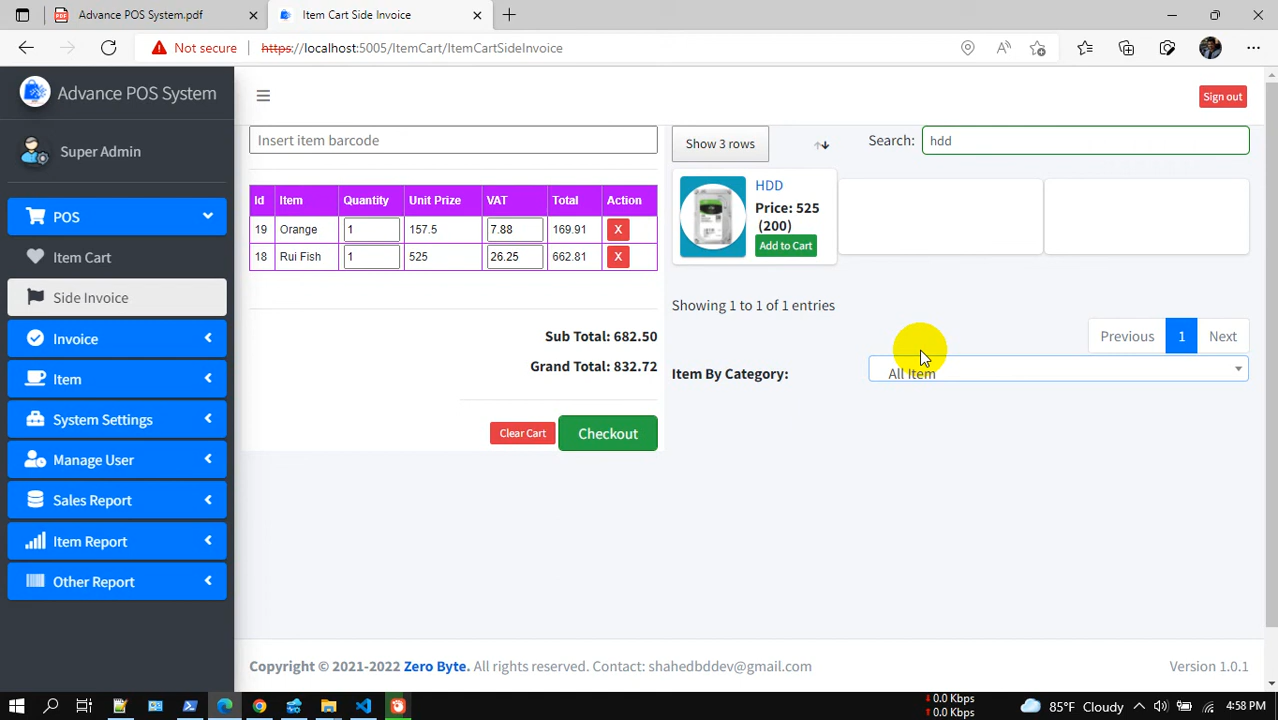 Advance POS System.pdf
Item Cart Side Invoice
Not secure
https://localhost:5005/ItemCart/ItemCartSideInvoice
Advance POS System
Sign out
Super Admin
POS
Item Cart
Side Invoice
Invoice
Item
System Settings
Manage User
Sales Report
Item Report
Other Report
Insert item barcode
Id Item Quantity Unit Prize VAT Total Action
19 Orange 1 157.5 7.88 169.91 X
18 Rui Fish 1 525 26.25 662.81 X
Sub Total: 682.50
Grand Total: 832.72
Clear Cart Checkout
Show 3 rows
Search: hdd
HDD
Price: 525
(200)
Add to Cart
Showing 1 to 1 of 1 entries
Previous 1 Next
Item By Category: All Item
Copyright © 2021-2022 Zero Byte. All rights reserved. Contact: shahedbddev@gmail.com
Version 1.0.1
0.0 Kbps
0.0 Kbps
85°F Cloudy
4:58 PM